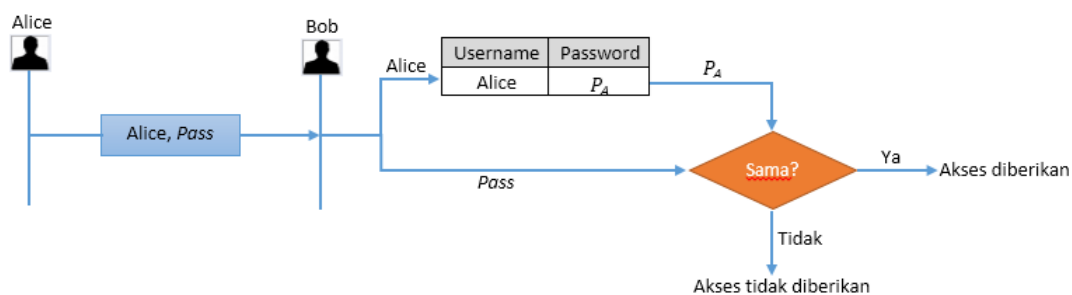 Alice
Bob
Alice
Username Password
Alice P_A
P_A
Alice, Pass
Pass
Sama?
Ya
Akses diberikan
Tidak
Akses tidak diberikan